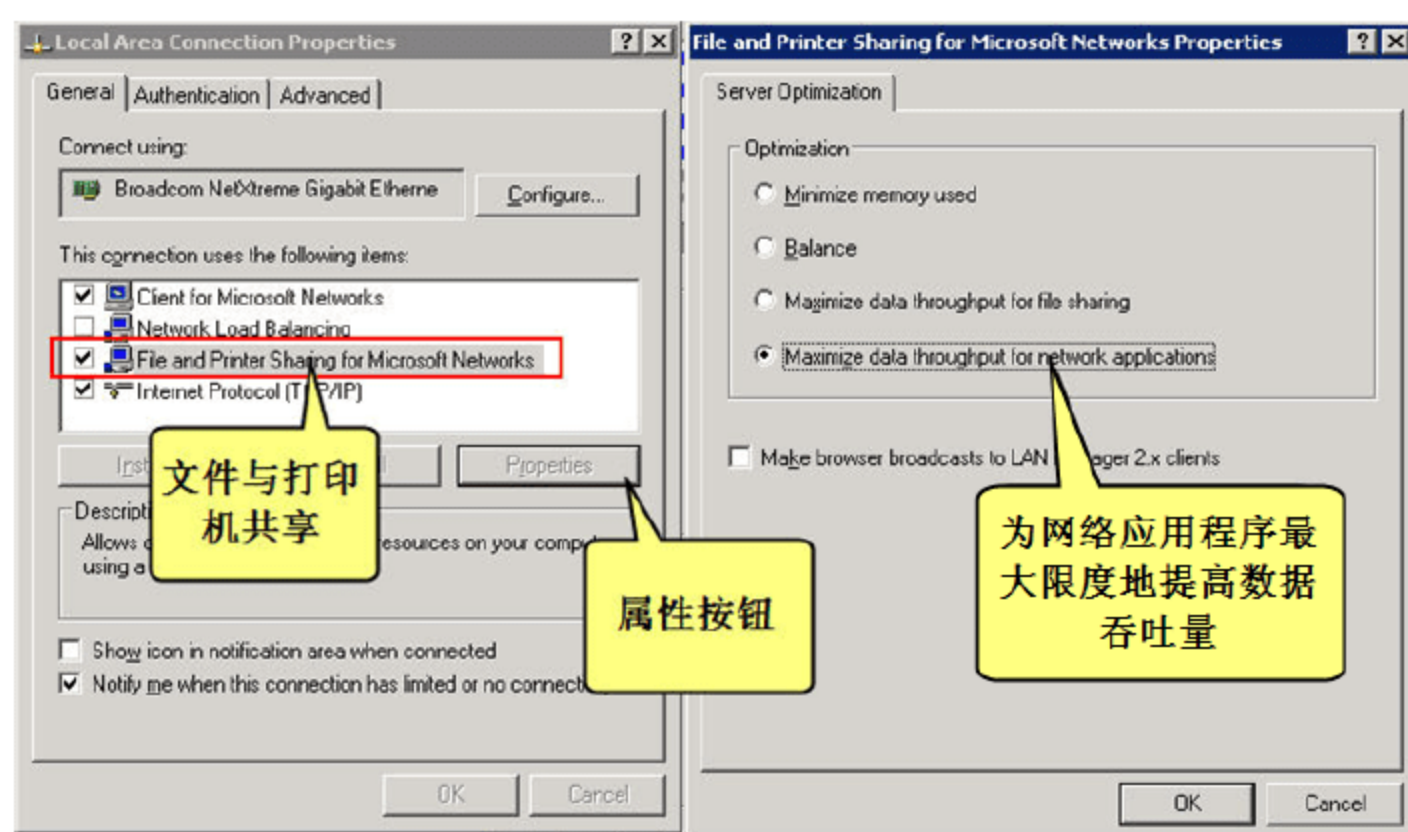 Local Area Connection Properties
General
Authentication
Advanced
Connect using:
Broadcom NetXtreme Gigabit Etherne
Configure...
This connection uses the following items:
Client for Microsoft Networks
Network Load Balancing
File and Printer Sharing for Microsoft Networks
Internet Protocol (T P/IP)
Properties
Allows
esources on your
using a
文件与打印
机共享
属性按钮
Show icon in notification area when connected
Notify me when this connection has limited or no
OK
Cancel
File and Printer Sharing for Microsoft Networks Properties
Server Optimization
Optimization
Minimize memory used
Balance
Maximize data throughput for file sharing
Maximize data throughput for network applications
Make browser broadcasts to LAN ager 2.x clients
为网络应用程序最
大限度地提高数据
吞吐量
OK
Cancel